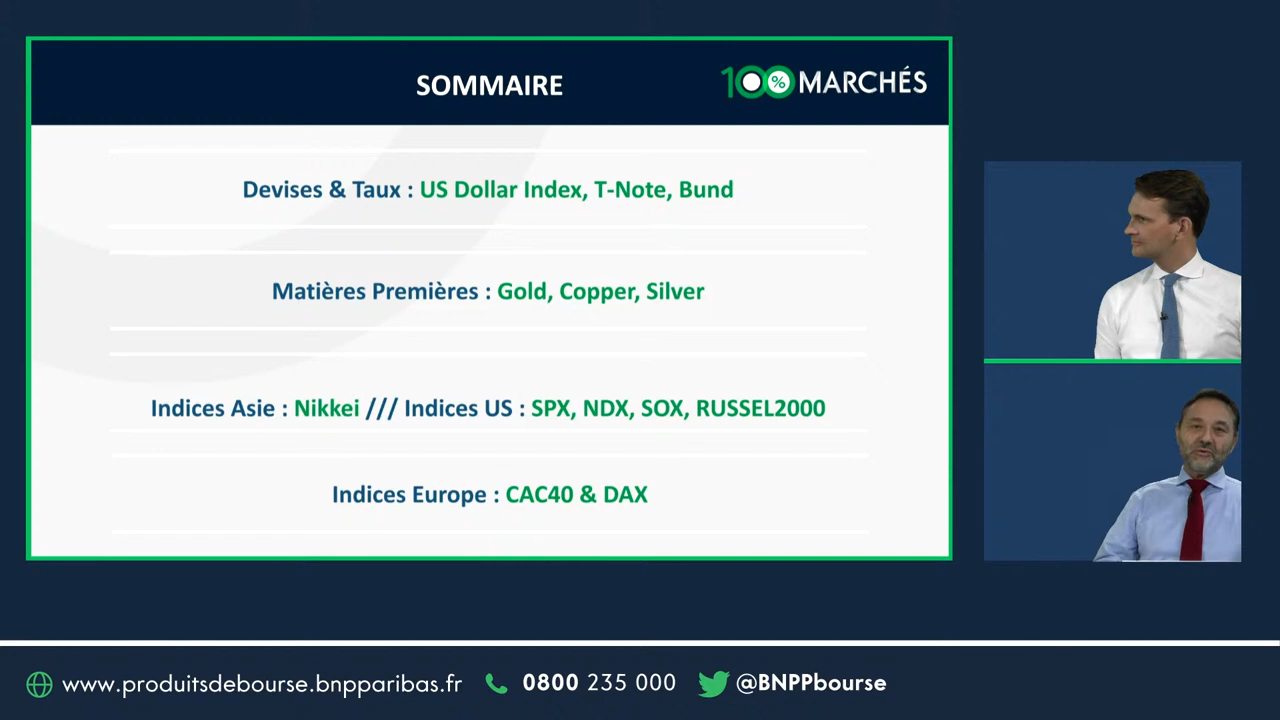 SOMMAIRE
100% MARCHÉS
Devises & Taux : US Dollar Index, T-Note, Bund
Matières Premières : Gold, Copper, Silver
Indices Asie : Nikkei /// Indices US : SPX, NDX, SOX, RUSSEL2000
Indices Europe : CAC40 & DAX
www.produitsdebourse.bnpparibas.fr 0800 235 000 @BNPPbourse